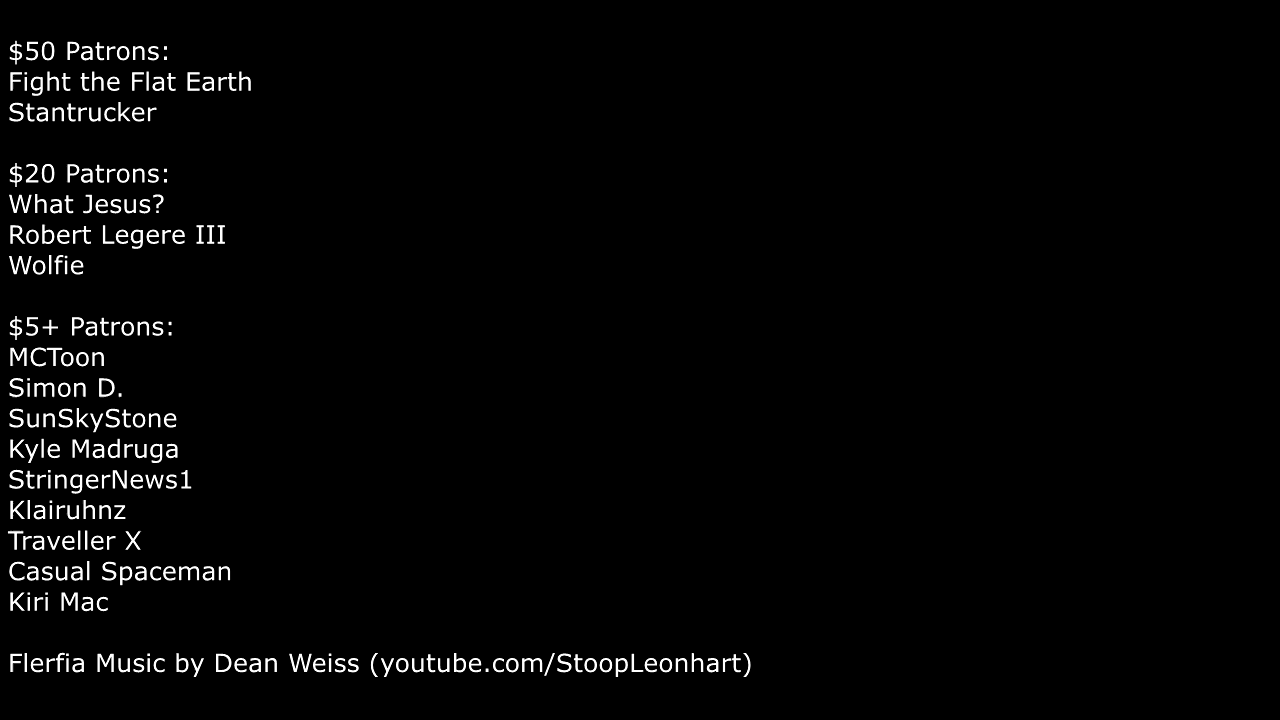 $50 Patrons:
Fight the Flat Earth
Stantrucker
$20 Patrons:
What Jesus?
Robert Legere III
Wolfie
$5+ Patrons:
MCToon
Simon D.
SunSkyStone
Kyle Madruga
StringerNews1
Klairuhnz
Traveller X
Casual Spaceman
Kiri Mac
Flerfia Music by Dean Weiss (youtube.com/StoopLeonhart)